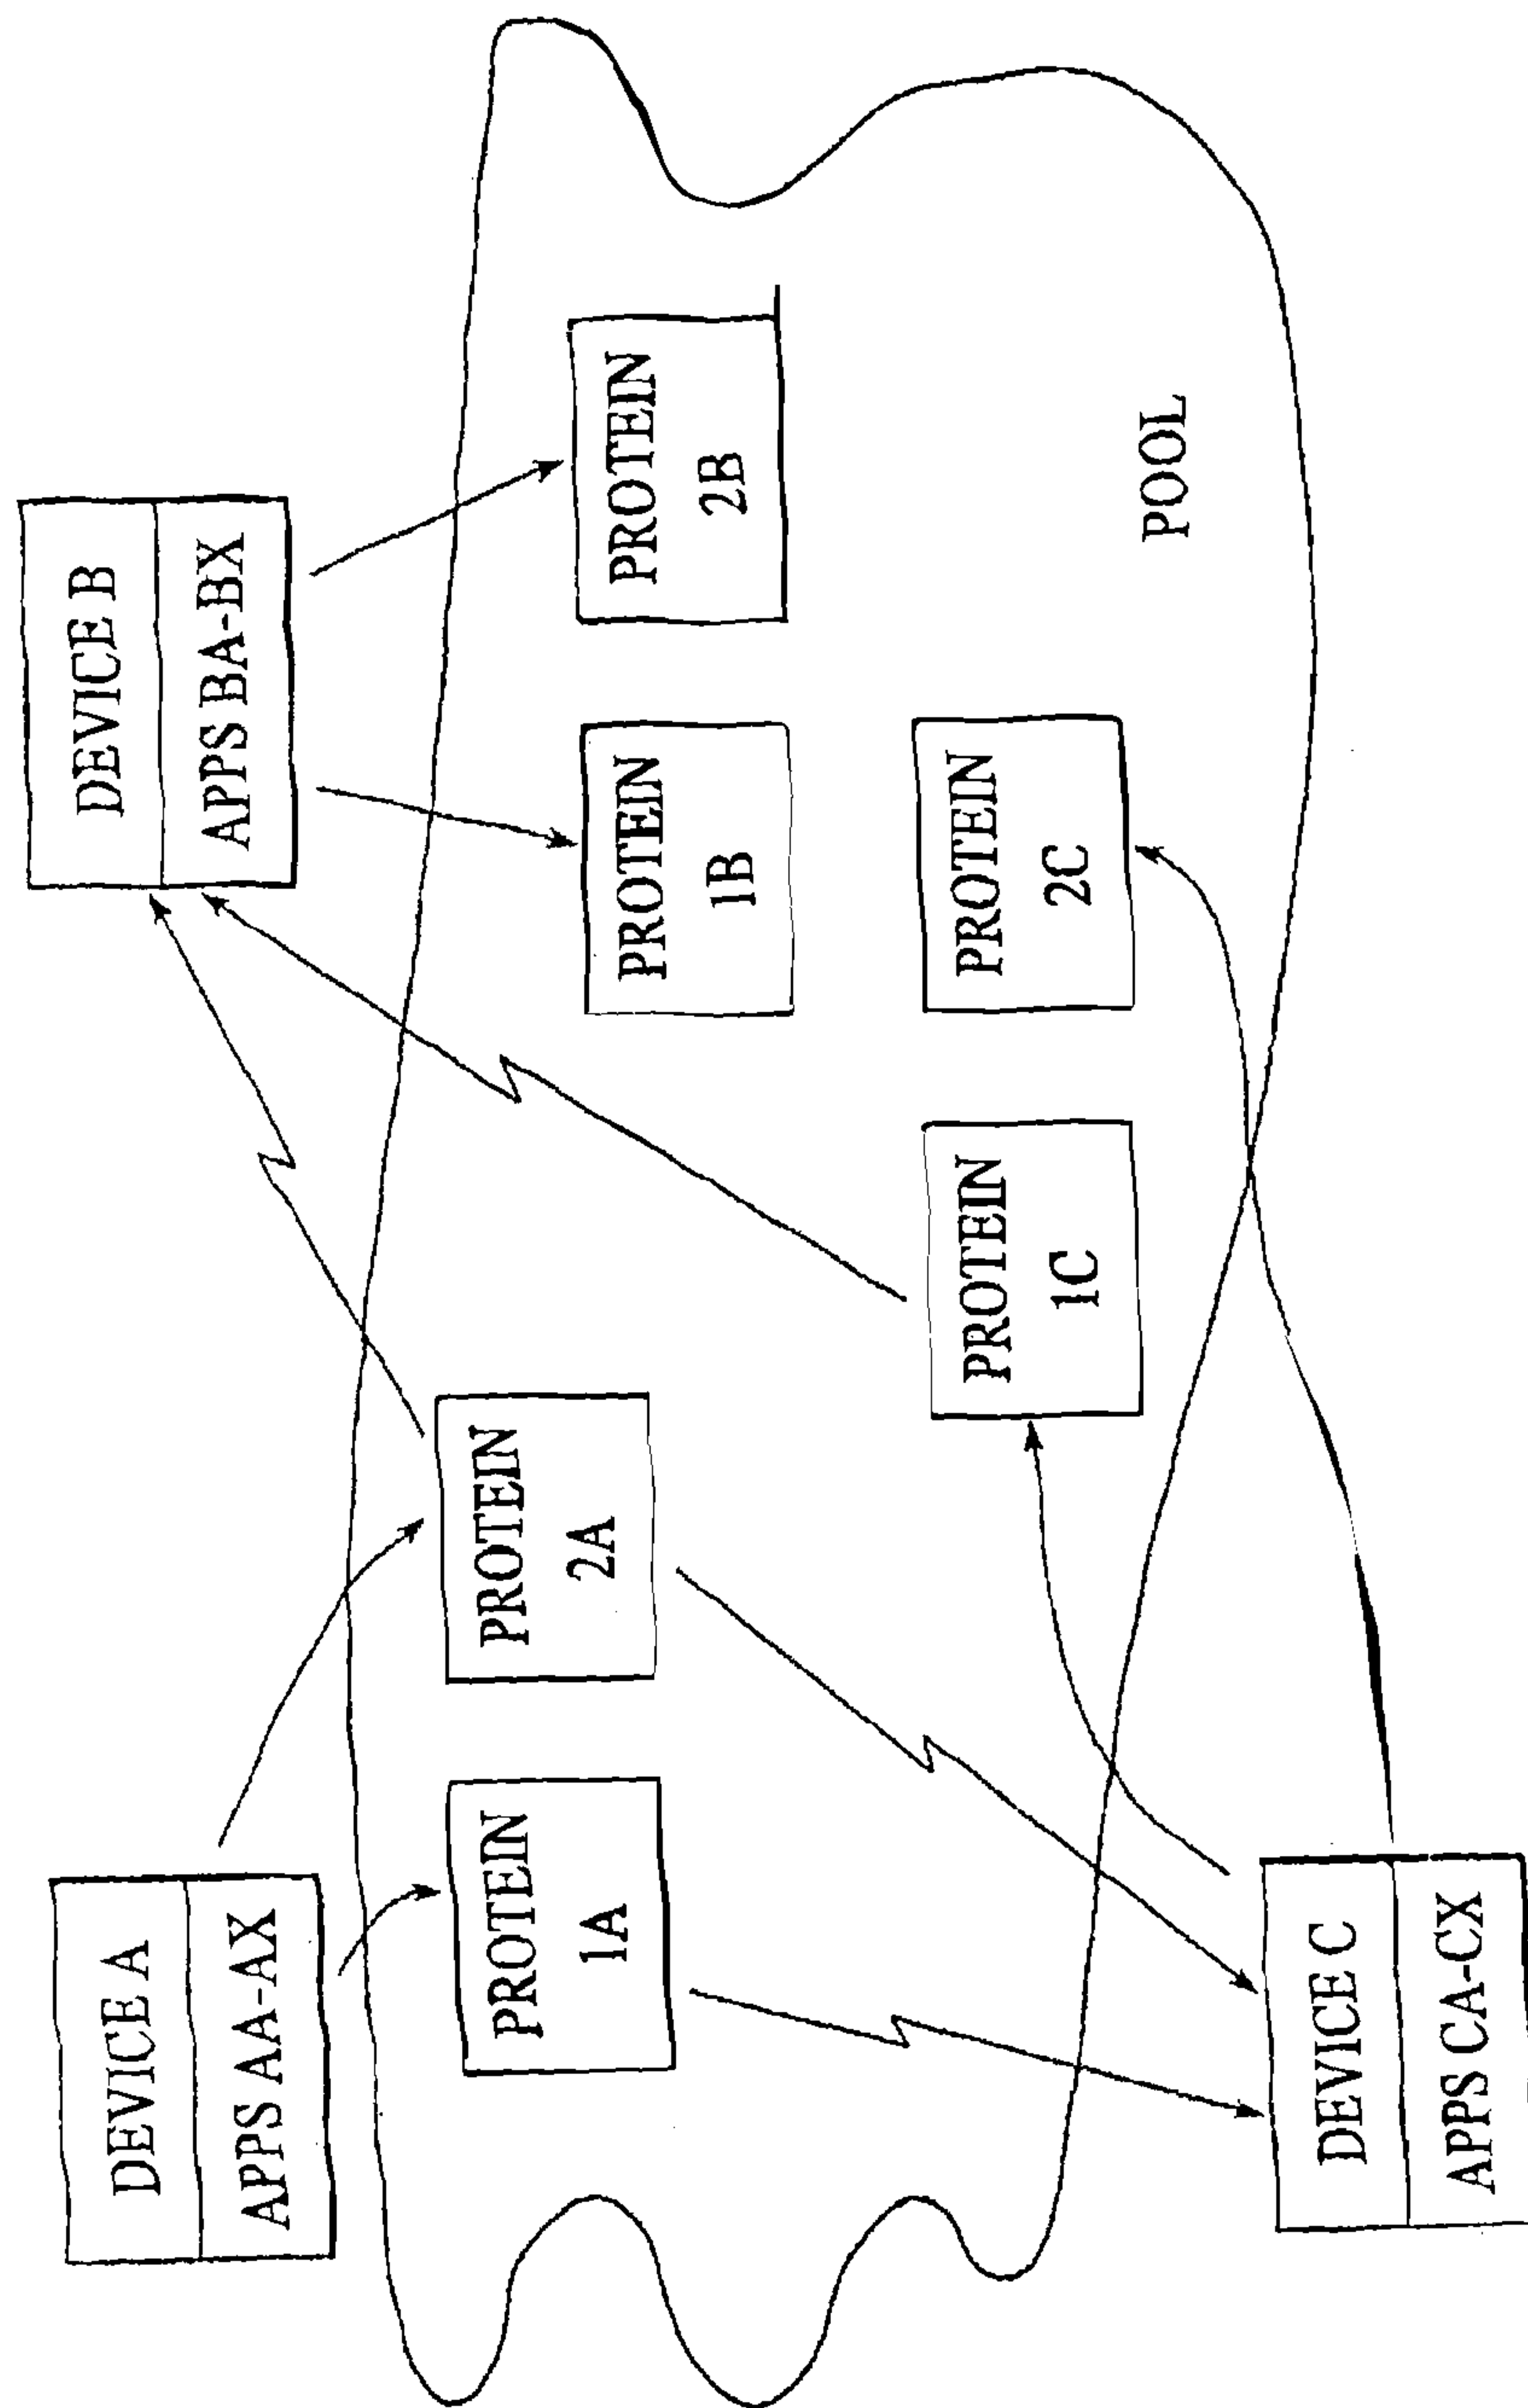 DEVICE A
APPS AA-AX
DEVICE B
APPS BA-BX
PROTEIN
1A
PROTEIN
2A
PROTEIN
1B
PROTEIN
2B
PROTEIN
1C
PROTEIN
2C
POOL
DEVICE C
APPS CA-CX